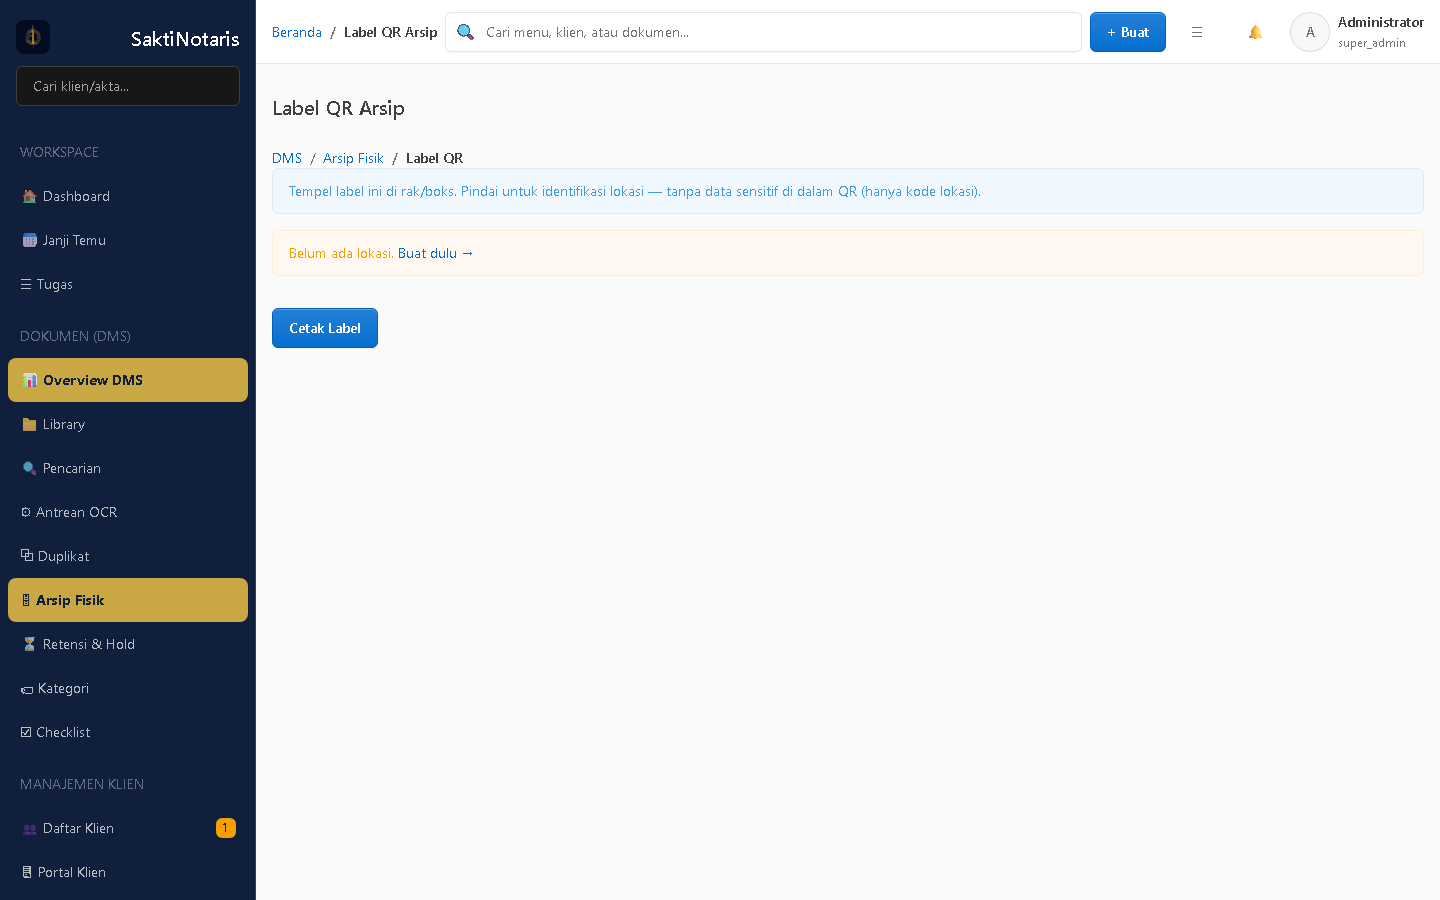 SaktiNotaris
Cari klien/akta...
WORKSPACE
Dashboard
Janji Temu
Tugas
DOKUMEN (DMS)
Overview DMS
Library
Pencarian
Antrean OCR
Duplikat
Arsip Fisik
Retensi & Hold
Kategori
Checklist
MANAJEMEN KLIEN
Daftar Klien 1
Portal Klien
Beranda / Label QR Arsip
Cari menu, klien, atau dokumen...
+ Buat
A
Administrator
super_admin
Label QR Arsip
DMS / Arsip Fisik / Label QR
Tempel label ini di rak/boks. Pindai untuk identifikasi lokasi — tanpa data sensitif di dalam QR (hanya kode lokasi).
Belum ada lokasi. Buat dulu →
Cetak Label